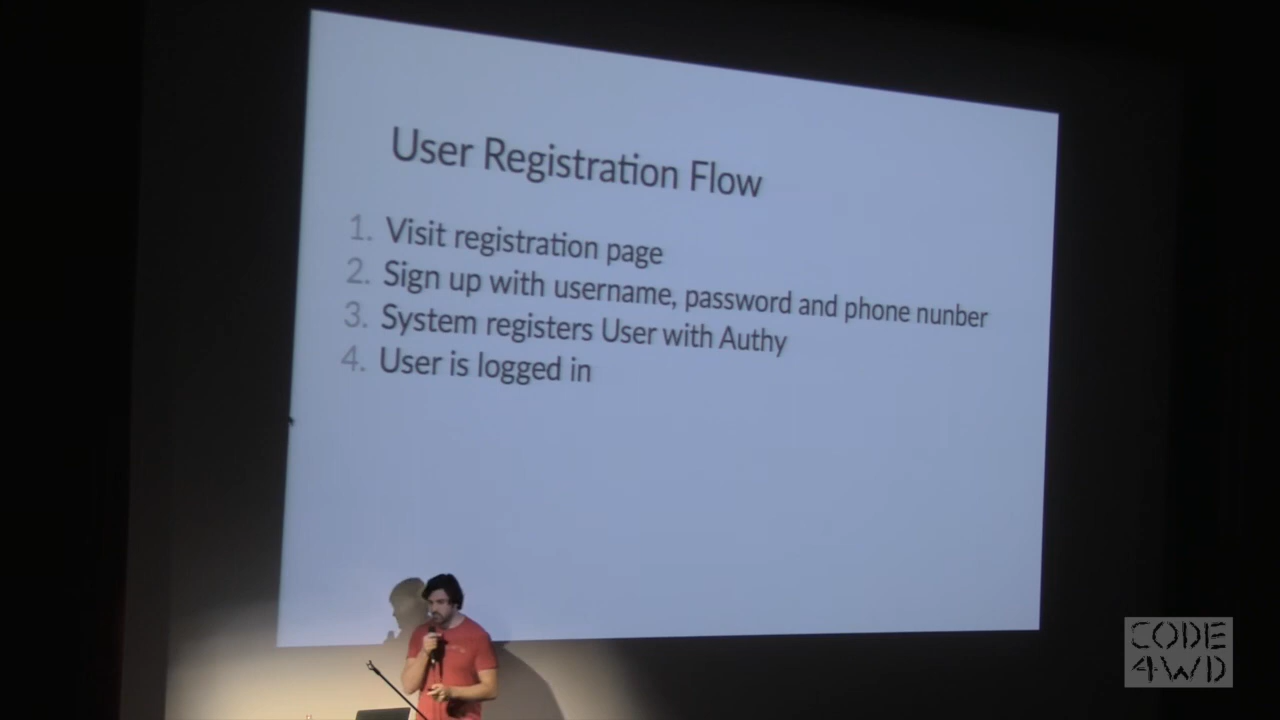 User Registration Flow
1. Visit registration page
2. Sign up with username, password and phone nunber
3. System registers User with Authy
4. User is logged in
CODE
4WD